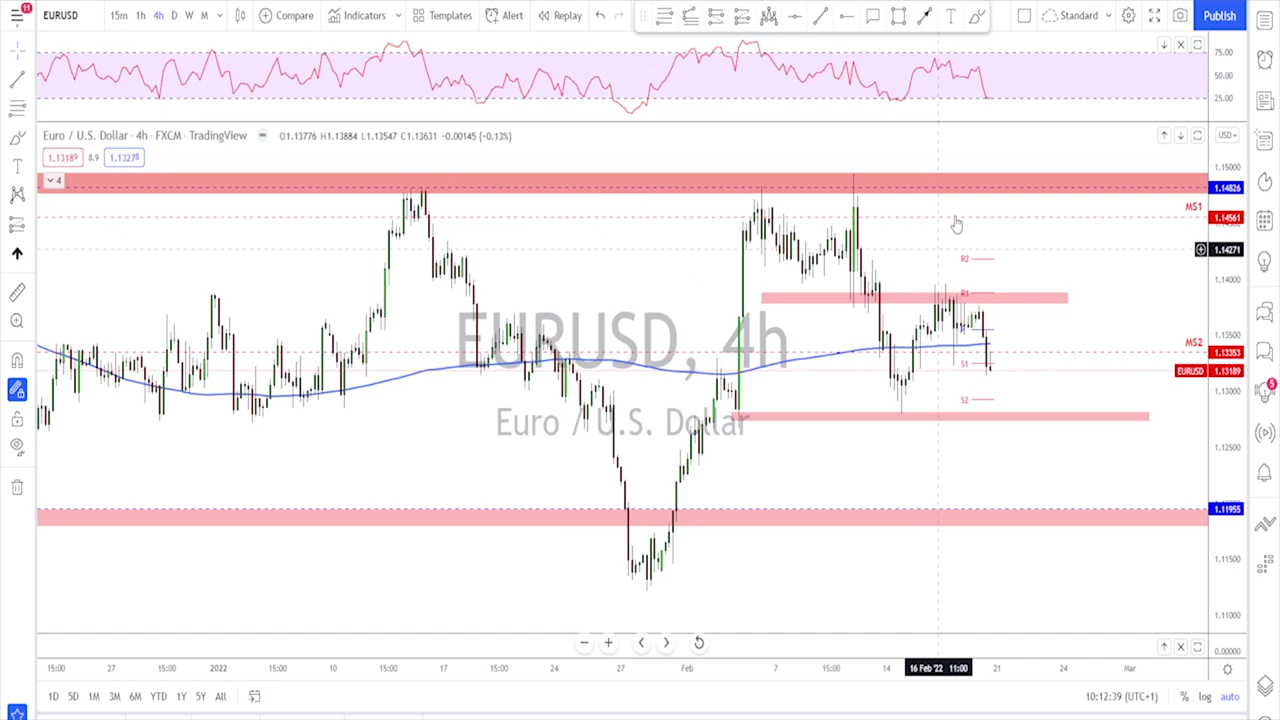 11
EURUSD 15m 1h 4h D W M Compare Indicators Templates Alert Replay Standard Publish
75.00
50.00
25.00
Euro / U.S. Dollar · 4h · FXCM · TradingView O1.13776 H1.13884 L1.13547 C1.13631 −0.00145 (−0.13%)
USD
1.13189 8.9 1.13278
4
1.15000
1.14826
MS1
1.14561
1.14271
R2
1.14000
R1
EURUSD, 4h
1.13500
MS2
1.13353
S1
EURUSD 1.13189
5
1.13000
S2
Euro / U.S. Dollar
1.12500
1.11955
1.11500
1.11000
0.00000
15:00 27 15:00 2022 15:00 10 15:00 17 15:00 24 27 Feb 7 15:00 14 16 Feb '22 11:00 21 24 Mar
1D 5D 1M 3M 6M YTD 1Y 5Y All 10:12:39 (UTC+1) % log auto